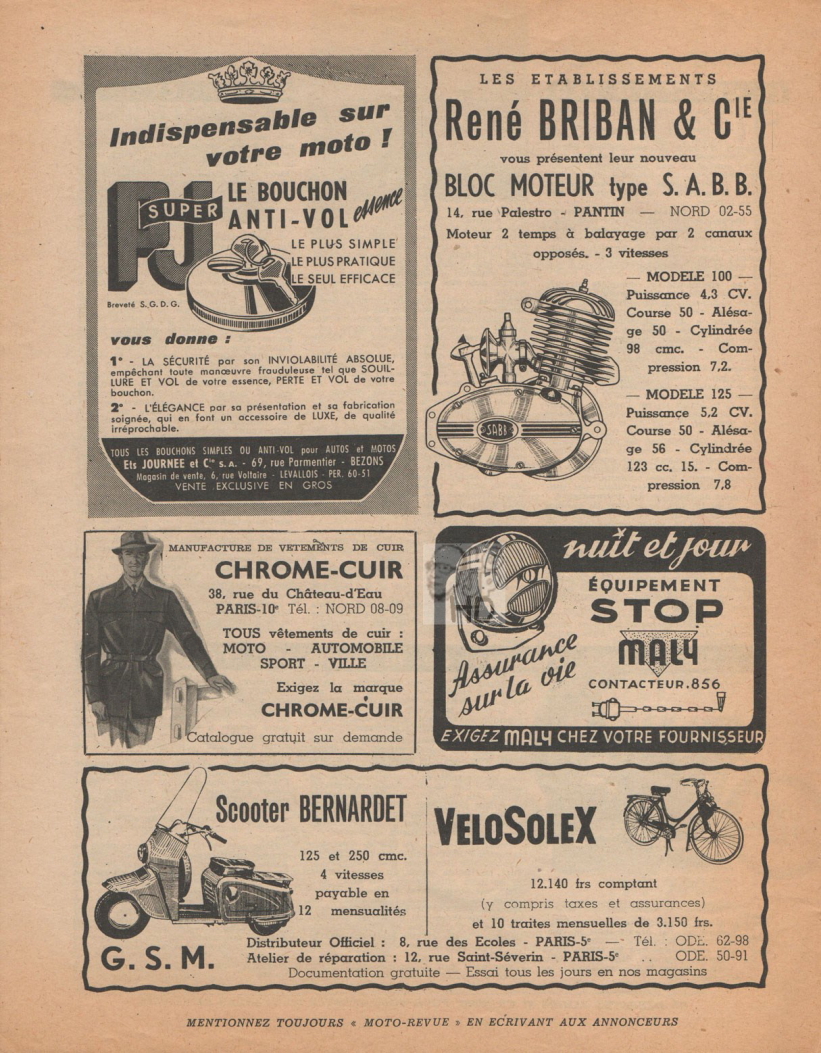 Indispensable sur
votre moto !
PJ
SUPER
LE BOUCHON
ANTI-VOL essence
LE PLUS SIMPLE
LE PLUS PRATIQUE
LE SEUL EFFICACE
Breveté S.G.D.G.
vous donne :
1° - LA SÉCURITÉ par son INVIOLABILITÉ ABSOLUE,
empêchant toute manœuvre frauduleuse tel que SOUIL-
LURE ET VOL de votre essence, PERTE ET VOL de votre
bouchon.
2° - L'ÉLÉGANCE par sa présentation et sa fabrication
soignée, qui en font un accessoire de LUXE, de qualité
irréprochable.
TOUS LES BOUCHONS SIMPLES OU ANTI-VOL pour AUTOS et MOTOS
Ets JOURNEE et Cie S.A. - 69, rue Parmentier - BEZONS
Magasin de vente, 6, rue Voltaire - LEVALLOIS - PER. 60-51
VENTE EXCLUSIVE EN GROS
LES ETABLISSEMENTS
René BRIBAN & CIE
vous présentent leur nouveau
BLOC MOTEUR type S. A. B. B.
14, rue Palestro - PANTIN — NORD 02-55
Moteur 2 temps à balayage par 2 canaux
opposés. - 3 vitesses
— MODELE 100 —
Puissance 4,3 CV.
Course 50 - Alésa-
ge 50 - Cylindrée
98 cmc. - Com-
pression 7,2.
— MODELE 125 —
Puissance 5,2 CV.
Course 50 - Alésa-
ge 56 - Cylindrée
123 cc. 15. - Com-
pression 7,8
SABB
MANUFACTURE DE VETEMENTS DE CUIR
CHROME-CUIR
38, rue du Château-d'Eau
PARIS-10e Tél. : NORD 08-09
TOUS vêtements de cuir :
MOTO - AUTOMOBILE
SPORT - VILLE
Exigez la marque
CHROME-CUIR
Catalogue gratuit sur demande
nuit et jour
ÉQUIPEMENT
STOP
MALY
CONTACTEUR.856
Assurance
sur la vie
EXIGEZ MALY CHEZ VOTRE FOURNISSEUR
Scooter BERNARDET
125 et 250 cmc.
4 vitesses
payable en
12 mensualités
VELOSOLEX
12.140 frs comptant
(y compris taxes et assurances)
et 10 traites mensuelles de 3.150 frs.
G. S. M.
Distributeur Officiel : 8, rue des Ecoles - PARIS-5e — Tél. : ODE. 62-98
Atelier de réparation : 12, rue Saint-Séverin - PARIS-5e .. ODE. 50-91
Documentation gratuite — Essai tous les jours en nos magasins
MENTIONNEZ TOUJOURS « MOTO-REVUE » EN ECRIVANT AUX ANNONCEURS